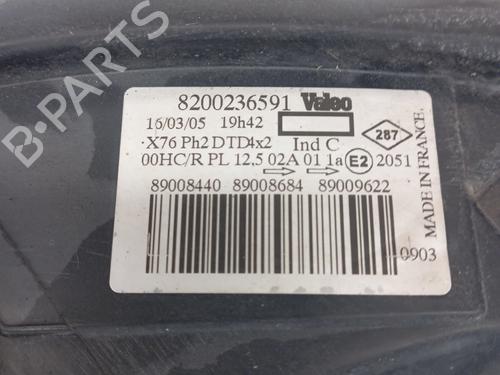 8200236591 Valeo
16/03/05 19h42
X76 Ph2 DTD4x2 Ind C
287
00HC/R PL 12,5 02A 01 1a E2 2051
89008440 89008684 89009622
MADE IN FRANCE
0903
B-PARTS